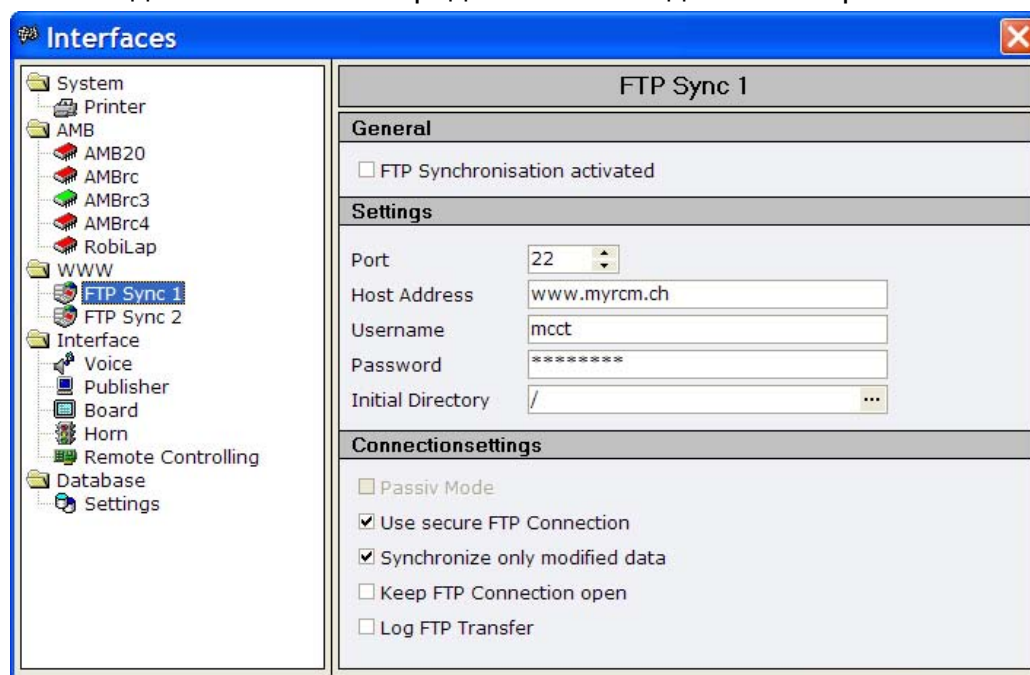 Interfaces
System
Printer
AMB
AMB20
AMBrc
AMBrc3
AMBrc4
RobiLap
WWW
FTP Sync 1
FTP Sync 2
Interface
Voice
Publisher
Board
Horn
Remote Controlling
Database
Settings
FTP Sync 1
General
FTP Synchronisation activated
Settings
Port 22
Host Address www.myrcm.ch
Username mcct
Password ********
Initial Directory / ...
Connectionsettings
Passiv Mode
Use secure FTP Connection
Synchronize only modified data
Keep FTP Connection open
Log FTP Transfer